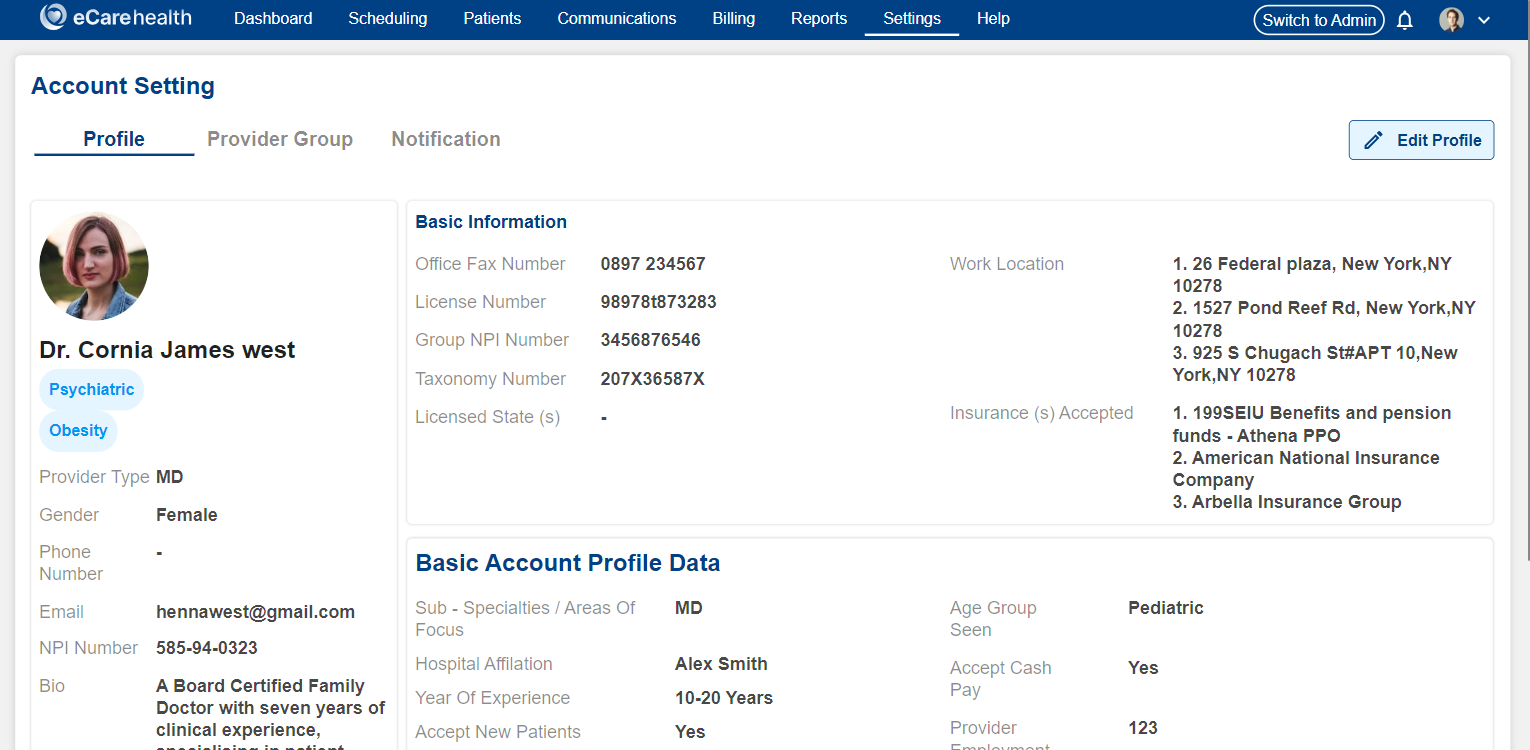 eCarehealth Dashboard Scheduling Patients Communications Billing Reports Settings Help Switch to Admin
Account Setting
Profile Provider Group Notification Edit Profile
Dr. Cornia James west
Psychiatric
Obesity
Provider Type MD
Gender Female
Phone -
Number
Email hennawest@gmail.com
NPI Number 585-94-0323
Bio A Board Certified Family
Doctor with seven years of
clinical experience,
specialising in patient
Basic Information
Office Fax Number 0897 234567
License Number 98978t873283
Group NPI Number 3456876546
Taxonomy Number 207X36587X
Licensed State (s) -
Work Location 1. 26 Federal plaza, New York,NY
10278
2. 1527 Pond Reef Rd, New York,NY
10278
3. 925 S Chugach St#APT 10,New
York,NY 10278
Insurance (s) Accepted 1. 199SEIU Benefits and pension
funds - Athena PPO
2. American National Insurance
Company
3. Arbella Insurance Group
Basic Account Profile Data
Sub - Specialties / Areas Of MD
Focus
Hospital Affilation Alex Smith
Year Of Experience 10-20 Years
Accept New Patients Yes
Age Group Pediatric
Seen
Accept Cash Yes
Pay
Provider 123
Employment